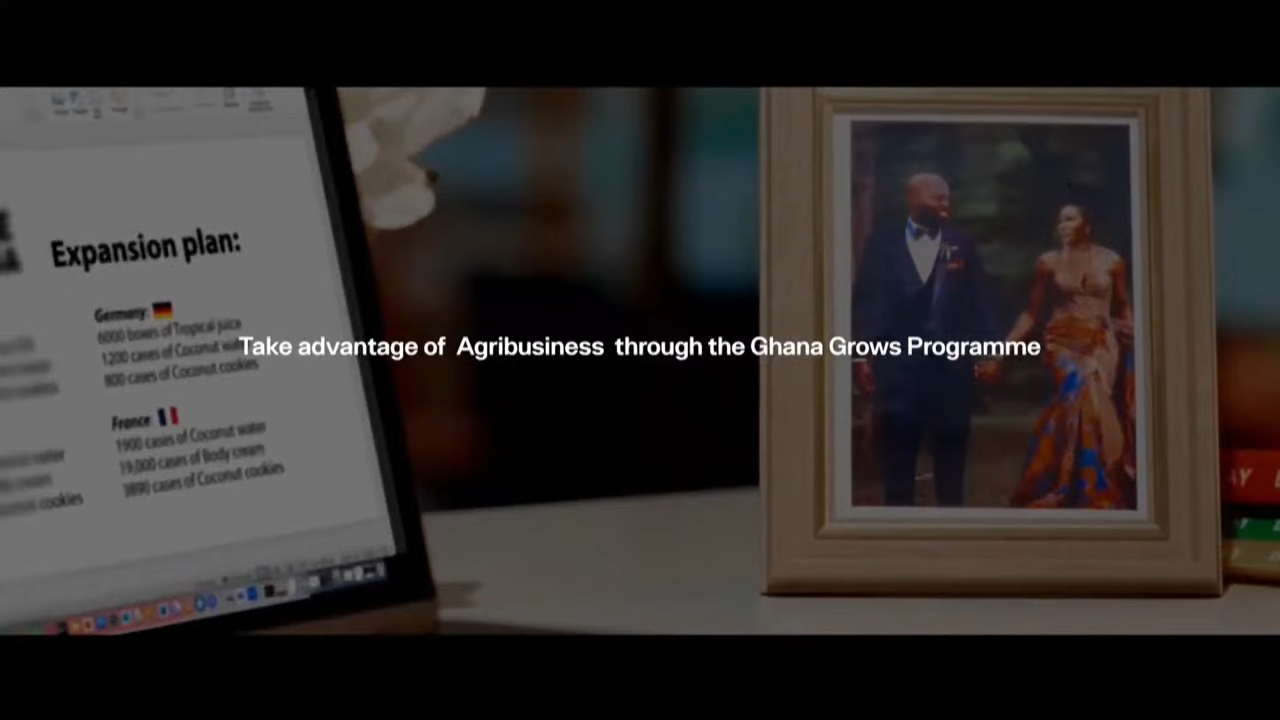 Expansion plan:
Germany:
6000 boxes of Tropical juice
1200 cases of Coconut
800 cases of Coconut cookies
France:
1900 cases of Coconut water
19,000 cases of Body cream
3890 cases of Coconut cookies
cookies
Take advantage of Agribusiness through the Ghana Grows Programme
AY